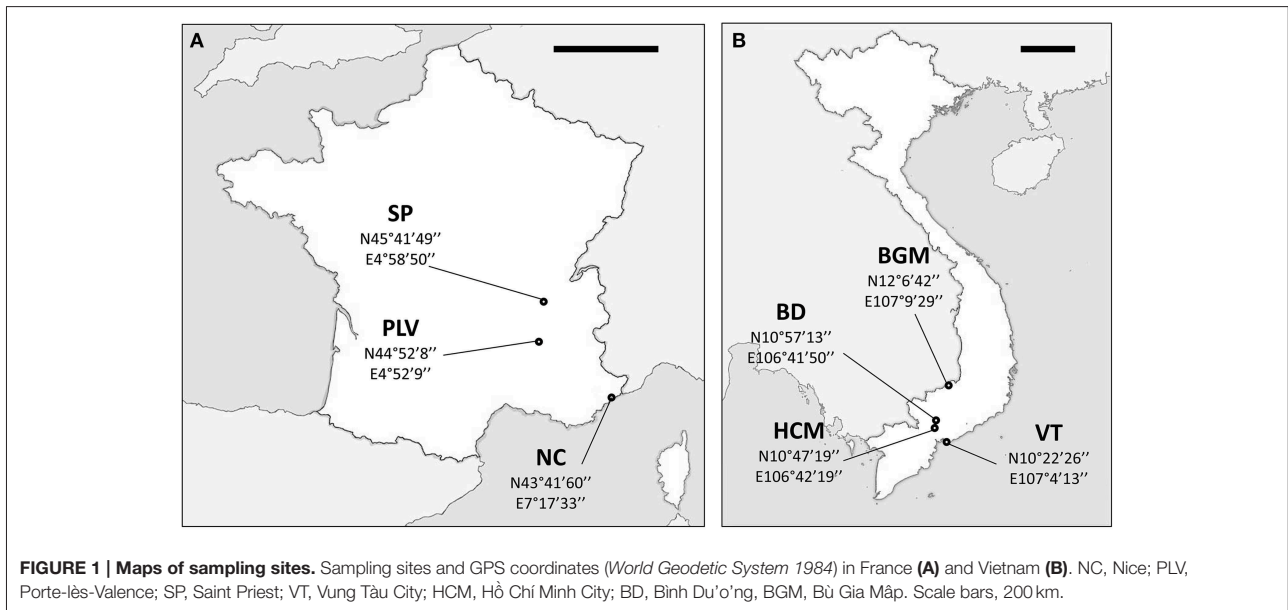 A
SP
N45°41’49’’
E4°58’50’’
PLV
N44°52’8’’
E4°52’9’’
NC
N43°41’60’’
E7°17’33’’
B
BGM
N12°6’42’’
E107°9’29’’
BD
N10°57’13’’
E106°41’50’’
HCM
N10°47’19’’
E106°42’19’’
VT
N10°22’26’’
E107°4’13’’
FIGURE 1 | Maps of sampling sites. Sampling sites and GPS coordinates (World Geodetic System 1984) in France (A) and Vietnam (B). NC, Nice; PLV,
Porte-lès-Valence; SP, Saint Priest; VT, Vung Tàu City; HCM, Hồ Chí Minh City; BD, Bình Du’o’ng, BGM, Bù Gia Mâp. Scale bars, 200 km.